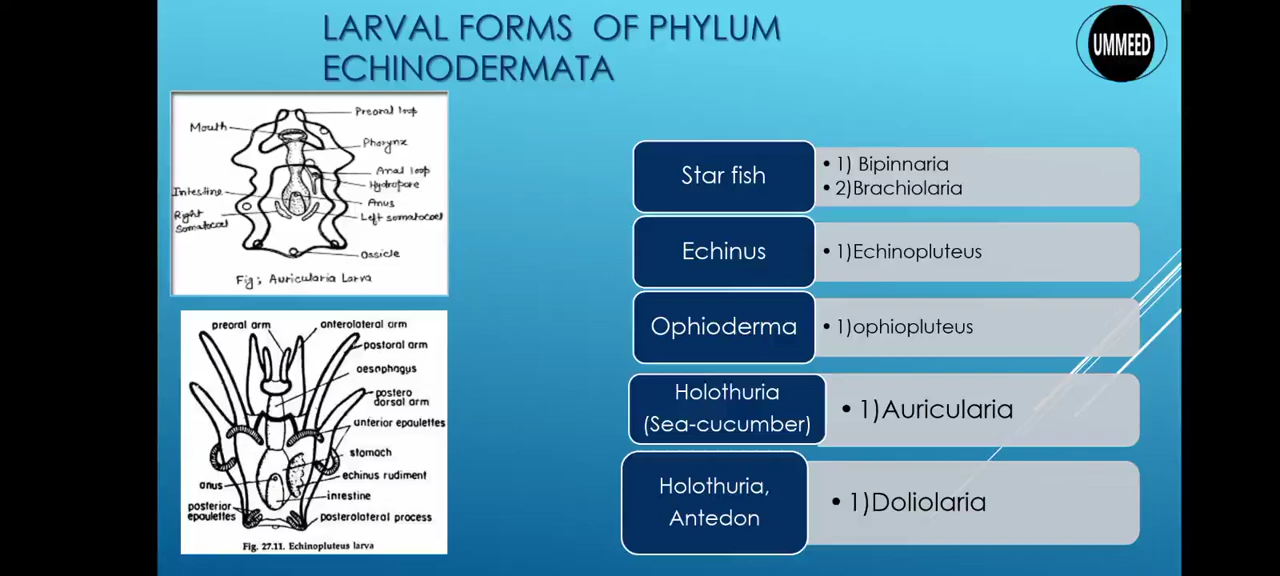 LARVAL FORMS OF PHYLUM
ECHINODERMATA
UMMEED
Preoral loop
Mouth
Pharynx
Anal loop
Hydropore
Intestine
Anus
Right
Somatocoel
Left somatocoel
Ossicle
Fig ; Auricularia Larva
preoral arm
anterolateral arm
postoral arm
oesophagus
postero
dorsal arm
anterior epaulettes
stomach
echinus rudiment
anus
intestine
posterior
epaulettes
posterolateral process
Fig. 27.11. Echinopluteus larva
Star fish
• 1) Bipinnaria
• 2)Brachiolaria
Echinus
• 1)Echinopluteus
Ophioderma
• 1)ophiopluteus
Holothuria
(Sea-cucumber)
• 1)Auricularia
Holothuria,
Antedon
• 1)Doliolaria